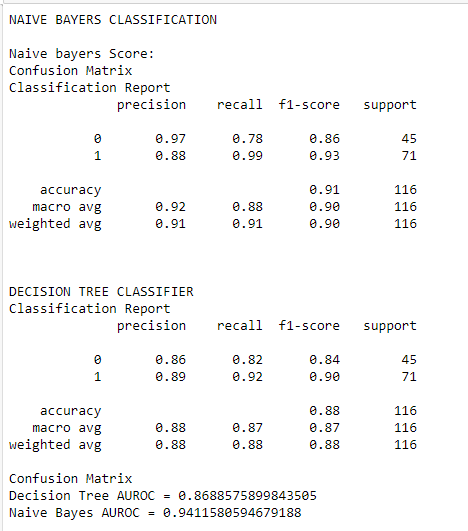 NAIVE BAYERS CLASSIFICATION
Naive bayers Score:
Confusion Matrix
Classification Report
precision recall f1-score support
0 0.97 0.78 0.86 45
1 0.88 0.99 0.93 71
accuracy 0.91 116
macro avg 0.92 0.88 0.90 116
weighted avg 0.91 0.91 0.90 116
DECISION TREE CLASSIFIER
Classification Report
precision recall f1-score support
0 0.86 0.82 0.84 45
1 0.89 0.92 0.90 71
accuracy 0.88 116
macro avg 0.88 0.87 0.87 116
weighted avg 0.88 0.88 0.88 116
Confusion Matrix
Decision Tree AUROC = 0.8688575899843505
Naive Bayes AUROC = 0.9411580594679188